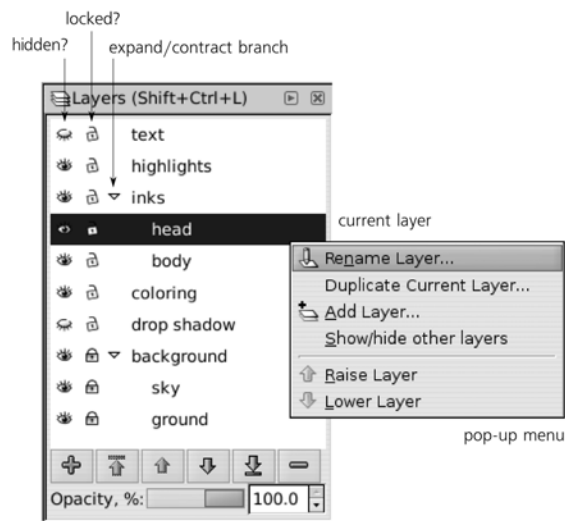 locked?
hidden?
expand/contract branch
Layers (Shift+Ctrl+L)
text
highlights
inks
head
current layer
body
coloring
drop shadow
background
sky
ground
Rename Layer...
Duplicate Current Layer...
Add Layer...
Show/hide other layers
Raise Layer
Lower Layer
pop-up menu
Opacity, %:
100.0